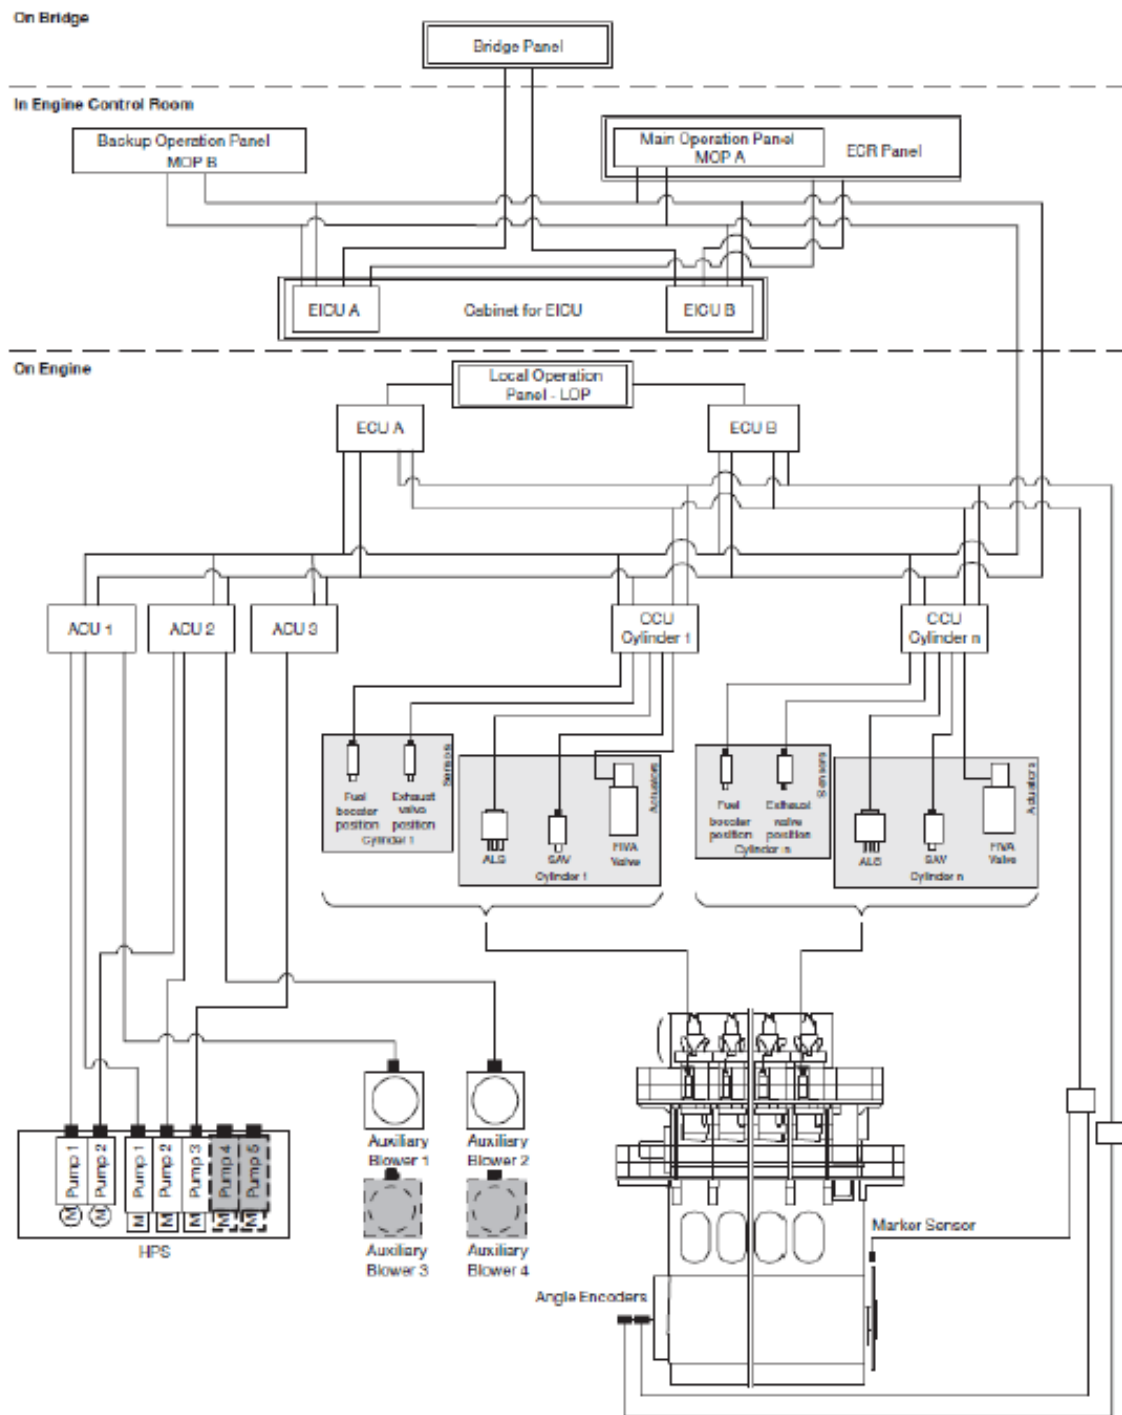 On Bridge
Bridge Panel
In Engine Control Room
Backup Operation Panel
MOP B
Main Operation Panel
MOP A
ECR Panel
EICU A
Cabinet for EICU
EICU B
On Engine
Local Operation
Panel - LOP
ECU A
ECU B
ACU 1
ACU 2
ACU 3
CCU
Cylinder 1
CCU
Cylinder n
Sensors
Fuel
booster
position
Exhaust
valve
position
Cylinder 1
Actuators
ALS
SAV
FIVA
Valve
Cylinder 1
Sensors
Fuel
booster
position
Exhaust
valve
position
Cylinder n
Actuators
ALS
SAV
FIVA
Valve
Cylinder n
Pump 1
Pump 2
Pump 1
Pump 2
Pump 3
Pump 4
Pump 5
M
M
M
M
M
M
M
HPS
Auxiliary
Blower 1
Auxiliary
Blower 2
Auxiliary
Blower 3
Auxiliary
Blower 4
Marker Sensor
Angle Encoders